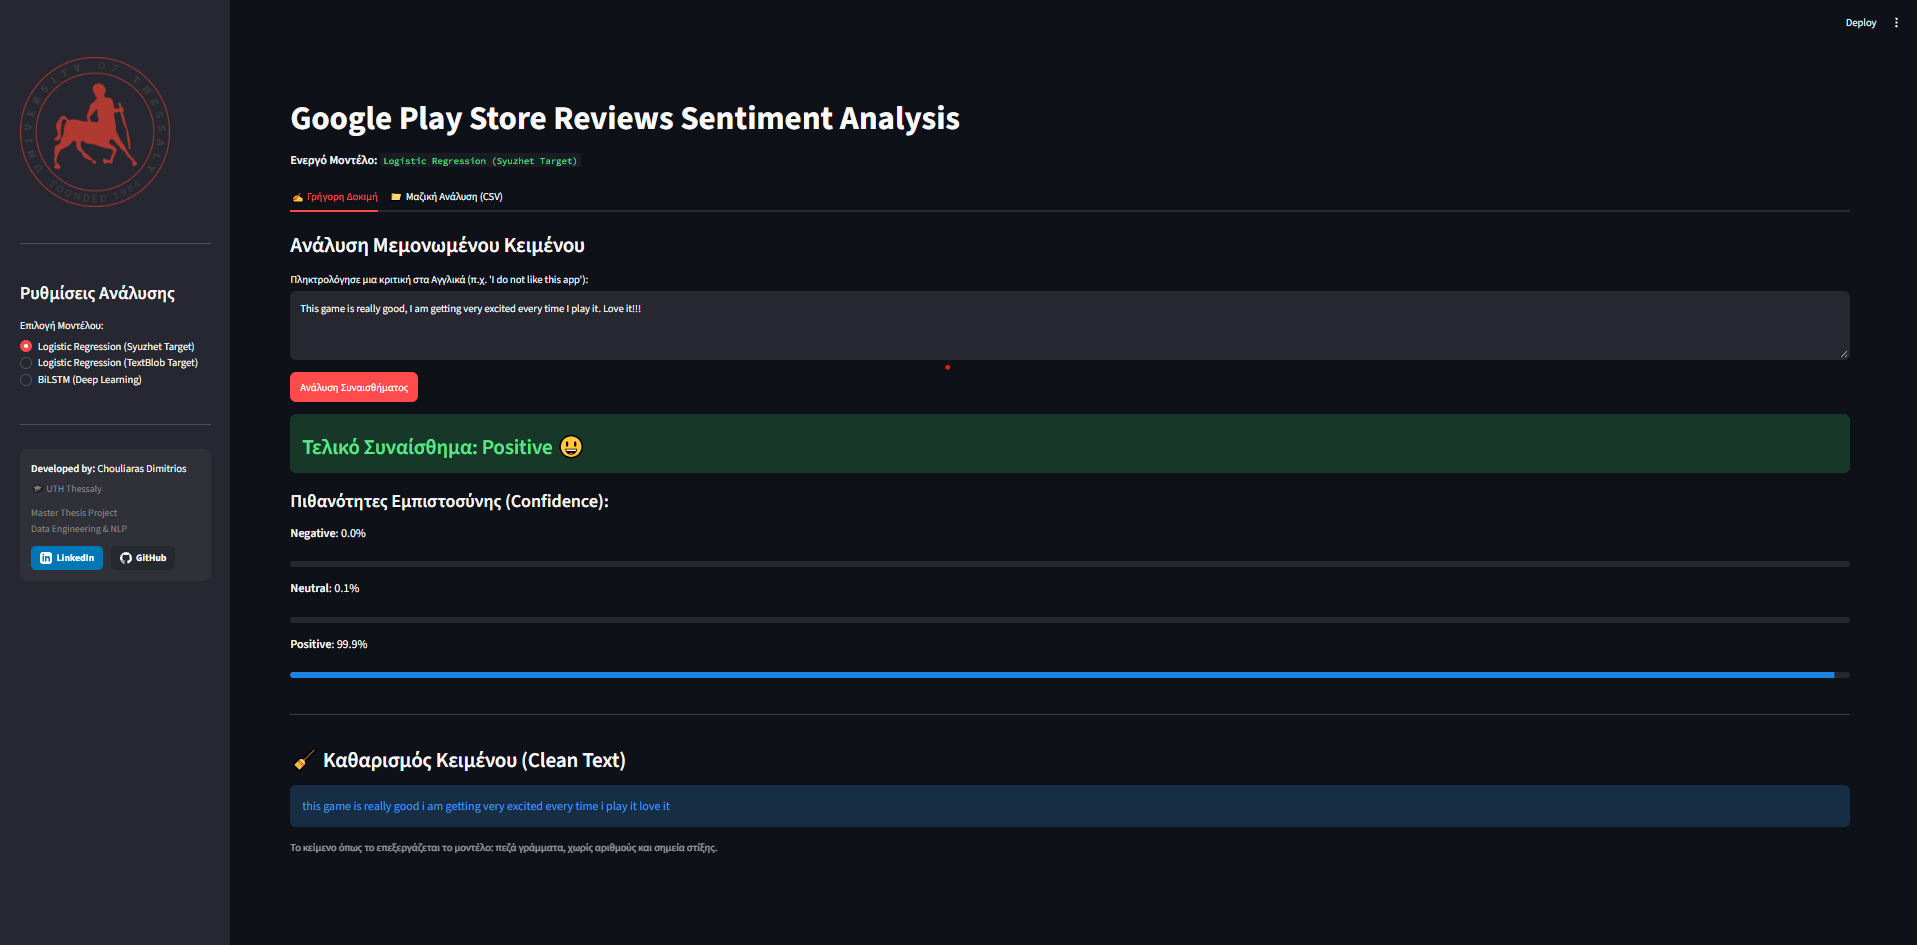 Deploy
UNIVERSITY OF THESSALY
FOUNDED 1984
Ρυθμίσεις Ανάλυσης
Επιλογή Μοντέλου:
Logistic Regression (Syuzhet Target)
Logistic Regression (TextBlob Target)
BiLSTM (Deep Learning)
Developed by: Chouliaras Dimitrios
🎓 UTH Thessaly
Master Thesis Project
Data Engineering & NLP
LinkedIn
GitHub
Google Play Store Reviews Sentiment Analysis
Ενεργό Μοντέλο: Logistic Regression (Syuzhet Target)
✍️ Γρήγορη Δοκιμή 📂 Μαζική Ανάλυση (CSV)
Ανάλυση Μεμονωμένου Κειμένου
Πληκτρολόγησε μια κριτική στα Αγγλικά (π.χ. 'I do not like this app'):
This game is really good, I am getting very excited every time I play it. Love it!!!
Ανάλυση Συναισθήματος
Τελικό Συναίσθημα: Positive 😃
Πιθανότητες Εμπιστοσύνης (Confidence):
Negative: 0.0%
Neutral: 0.1%
Positive: 99.9%
🧹 Καθαρισμός Κειμένου (Clean Text)
this game is really good i am getting very excited every time i play it love it
Το κείμενο όπως το επεξεργάζεται το μοντέλο: πεζά γράμματα, χωρίς αριθμούς και σημεία στίξης.